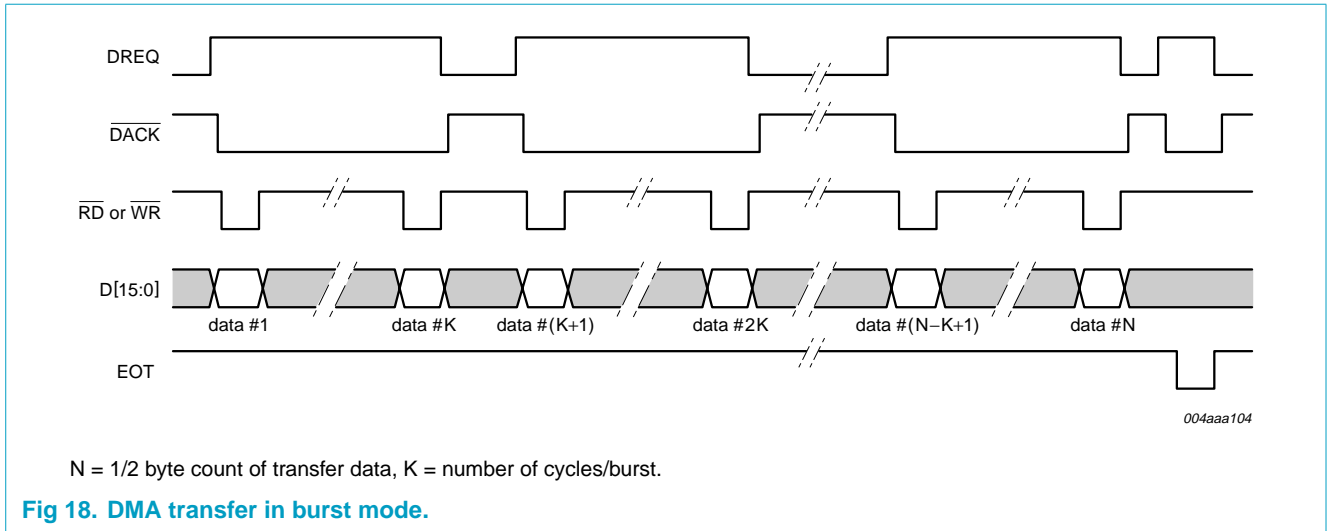 DREQ
DACK
RD or WR
D[15:0]
data #1 data #K data #(K+1) data #2K data #(N−K+1) data #N
EOT
004aaa104
N = 1/2 byte count of transfer data, K = number of cycles/burst.
Fig 18. DMA transfer in burst mode.